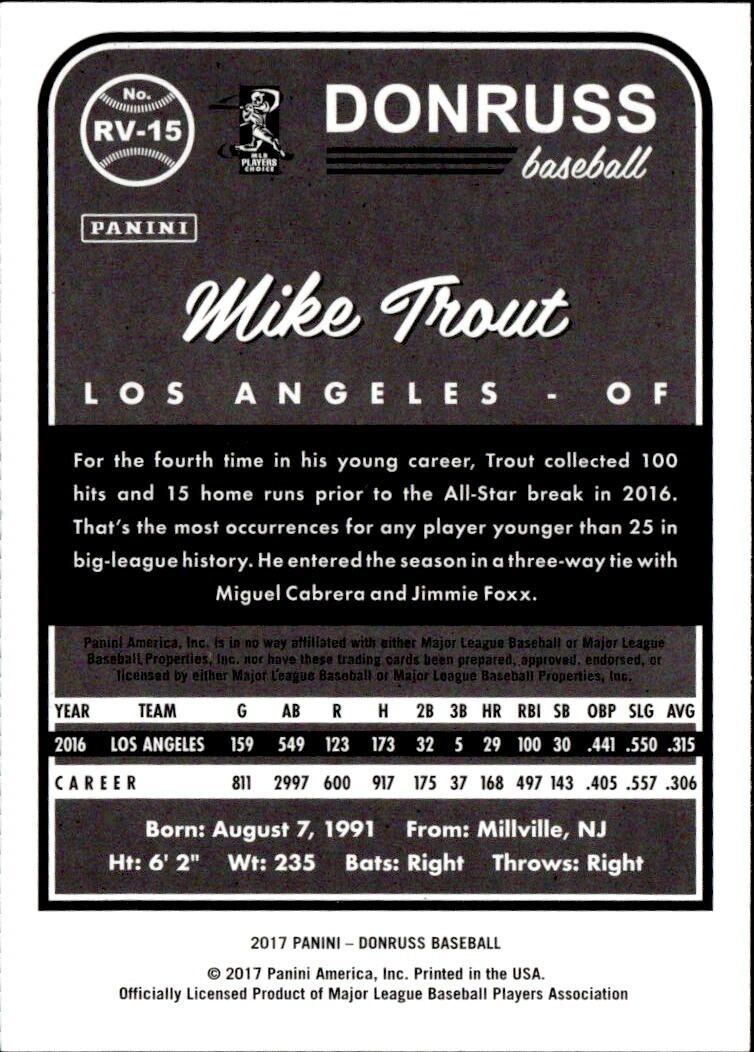 No.
RV-15
MLB
PLAYERS
CHOICE
DONRUSS
baseball
PANINI
Mike Trout
LOS ANGELES - OF
For the fourth time in his young career, Trout collected 100
hits and 15 home runs prior to the All-Star break in 2016.
That's the most occurrences for any player younger than 25 in
big-league history. He entered the season in a three-way tie with
Miguel Cabrera and Jimmie Foxx.
Panini America, Inc. is in no way affiliated with either Major League Baseball or Major League
Baseball Properties, Inc. nor have these trading cards been prepared, approved, endorsed, or
licensed by either Major League Baseball or Major League Baseball Properties, Inc.
YEAR TEAM G AB R H 2B 3B HR RBI SB OBP SLG AVG
2016 LOS ANGELES 159 549 123 173 32 5 29 100 30 .441 .550 .315
CAREER 811 2997 600 917 175 37 168 497 143 .405 .557 .306
Born: August 7, 1991 From: Millville, NJ
Ht: 6' 2" Wt: 235 Bats: Right Throws: Right
2017 PANINI – DONRUSS BASEBALL
© 2017 Panini America, Inc. Printed in the USA.
Officially Licensed Product of Major League Baseball Players Association